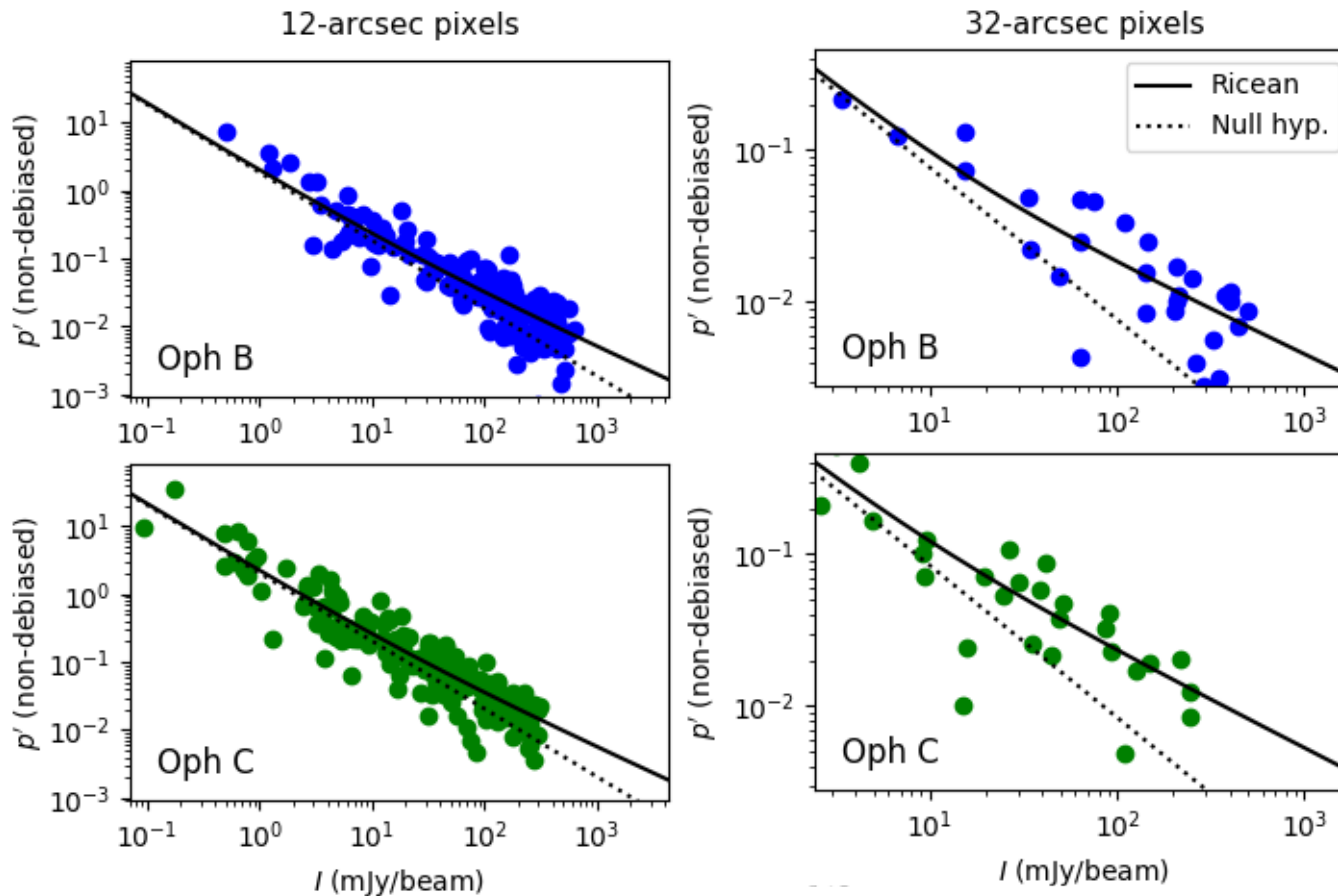 12-arcsec pixels
32-arcsec pixels
p′ (non-debiased)
10¹
10⁰
10⁻¹
10⁻²
10⁻³
Oph B
10⁻¹ 10⁰ 10¹ 10² 10³
p′ (non-debiased)
10⁻¹
10⁻²
Ricean
Null hyp.
Oph B
10¹ 10² 10³
p′ (non-debiased)
10¹
10⁰
10⁻¹
10⁻²
10⁻³
Oph C
10⁻¹ 10⁰ 10¹ 10² 10³
I (mJy/beam)
p′ (non-debiased)
10⁻¹
10⁻²
Oph C
10¹ 10² 10³
I (mJy/beam)